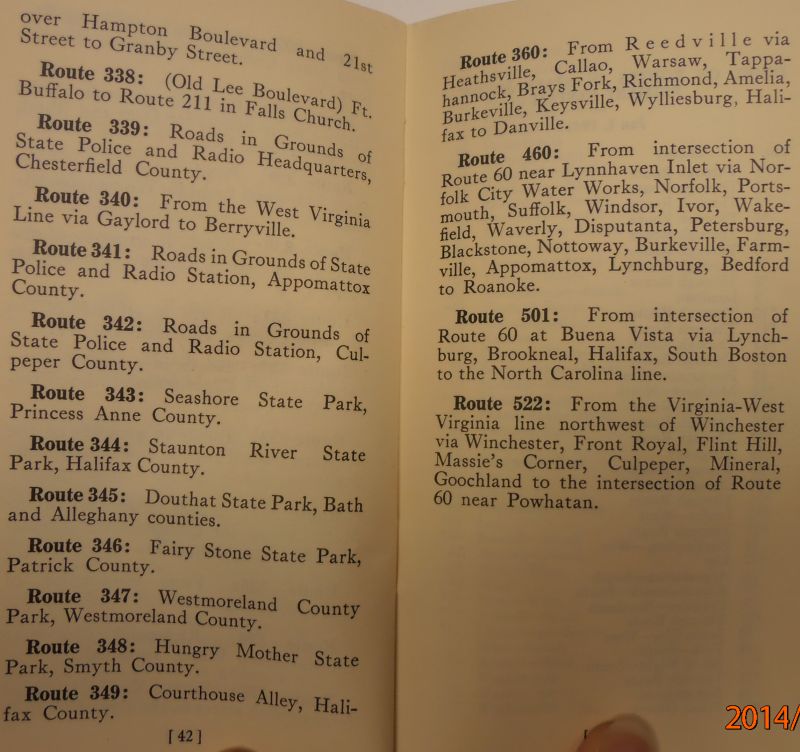 over Hampton Boulevard and 21st
Street to Granby Street.
Route 338: (Old Lee Boulevard) Ft.
Buffalo to Route 211 in Falls Church.
Route 339: Roads in Grounds of
State Police and Radio Headquarters,
Chesterfield County.
Route 340: From the West Virginia
Line via Gaylord to Berryville.
Route 341: Roads in Grounds of State
Police and Radio Station, Appomattox
County.
Route 342: Roads in Grounds of
State Police and Radio Station, Cul-
peper County.
Route 343: Seashore State Park,
Princess Anne County.
Route 344: Staunton River State
Park, Halifax County.
Route 345: Douthat State Park, Bath
and Alleghany counties.
Route 346: Fairy Stone State Park,
Patrick County.
Route 347: Westmoreland County
Park, Westmoreland County.
Route 348: Hungry Mother State
Park, Smyth County.
Route 349: Courthouse Alley, Hali-
fax County.
[ 42 ]
Route 360: From Reedville via
Heathsville, Callao, Warsaw, Tappa-
hannock, Brays Fork, Richmond, Amelia,
Burkeville, Keysville, Wylliesburg, Hali-
fax to Danville.
Route 460: From intersection of
Route 60 near Lynnhaven Inlet via Nor-
folk City Water Works, Norfolk, Ports-
mouth, Suffolk, Windsor, Ivor, Wake-
field, Waverly, Disputanta, Petersburg,
Blackstone, Nottoway, Burkeville, Farm-
ville, Appomattox, Lynchburg, Bedford
to Roanoke.
Route 501: From intersection of
Route 60 at Buena Vista via Lynch-
burg, Brookneal, Halifax, South Boston
to the North Carolina line.
Route 522: From the Virginia-West
Virginia line northwest of Winchester
via Winchester, Front Royal, Flint Hill,
Massie's Corner, Culpeper, Mineral,
Goochland to the intersection of Route
60 near Powhatan.
[
2014/